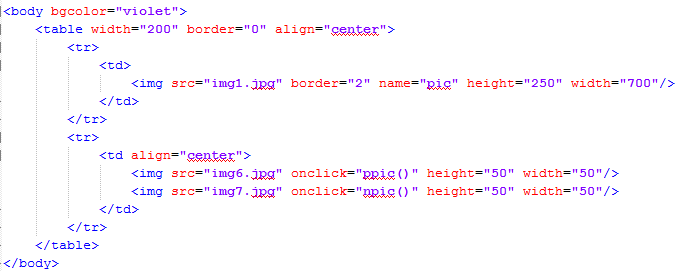 <body bgcolor="violet">
<table width="200" border="0" align="center">
<tr>
<td>
<img src="img1.jpg" border="2" name="pic" height="250" width="700"/>
</td>
</tr>
<tr>
<td align="center">
<img src="img6.jpg" onclick="ppic()" height="50" width="50"/>
<img src="img7.jpg" onclick="npic()" height="50" width="50"/>
</td>
</tr>
</table>
</body>